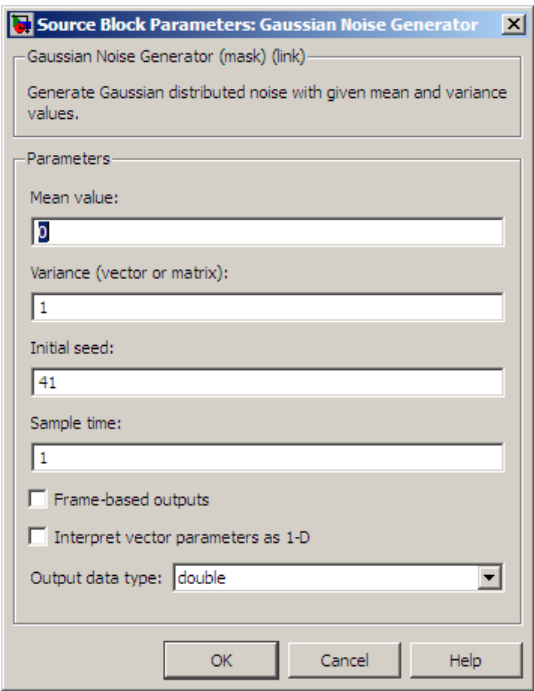 Source Block Parameters: Gaussian Noise Generator
Gaussian Noise Generator (mask) (link)
Generate Gaussian distributed noise with given mean and variance
values.
Parameters
Mean value:
0
Variance (vector or matrix):
1
Initial seed:
41
Sample time:
1
Frame-based outputs
Interpret vector parameters as 1-D
Output data type: double
OK Cancel Help